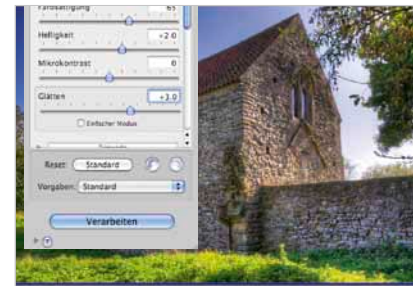 Farbsättigung 65
Helligkeit +2.0
Mikrokontrast 0
Glätten +3.0
Einfacher Modus
Reset: Standard
Vorgaben: Standard
Verarbeiten